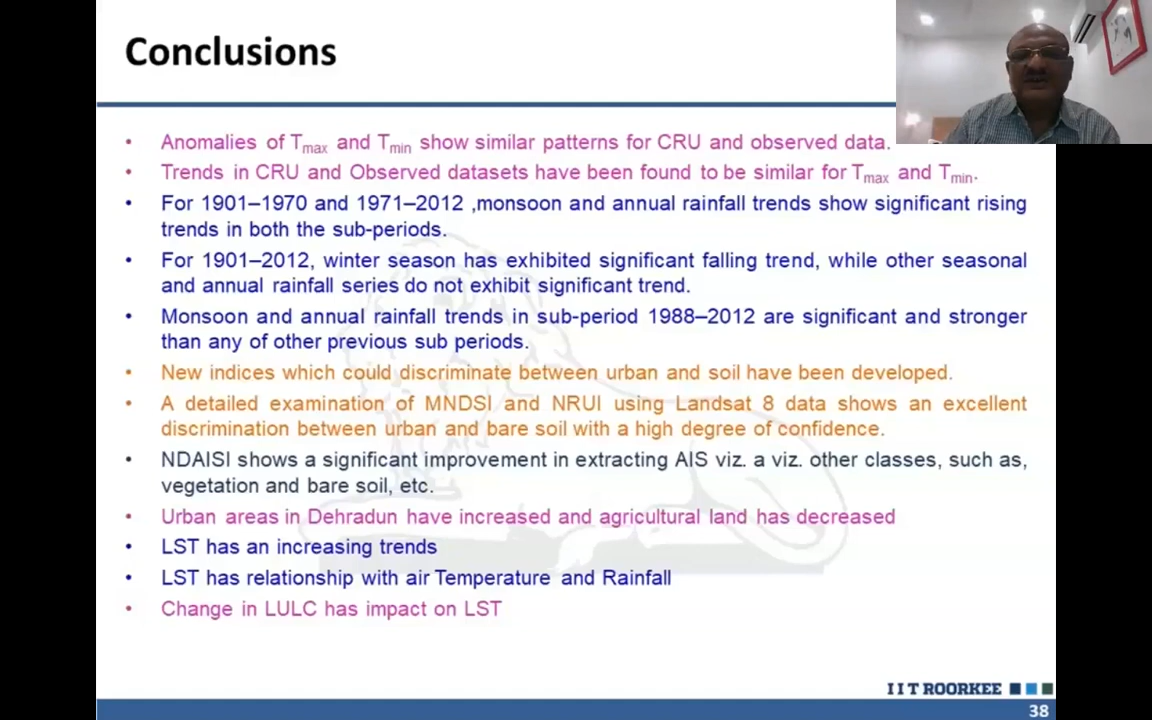 Conclusions
• Anomalies of Tmax and Tmin show similar patterns for CRU and observed data.
• Trends in CRU and Observed datasets have been found to be similar for Tmax and Tmin.
• For 1901–1970 and 1971–2012 ,monsoon and annual rainfall trends show significant rising
trends in both the sub-periods.
• For 1901–2012, winter season has exhibited significant falling trend, while other seasonal
and annual rainfall series do not exhibit significant trend.
• Monsoon and annual rainfall trends in sub-period 1988–2012 are significant and stronger
than any of other previous sub periods.
• New indices which could discriminate between urban and soil have been developed.
• A detailed examination of MNDSI and NRUI using Landsat 8 data shows an excellent
discrimination between urban and bare soil with a high degree of confidence.
• NDAISI shows a significant improvement in extracting AIS viz. a viz. other classes, such as,
vegetation and bare soil, etc.
• Urban areas in Dehradun have increased and agricultural land has decreased
• LST has an increasing trends
• LST has relationship with air Temperature and Rainfall
• Change in LULC has impact on LST
I I T ROORKEE
38